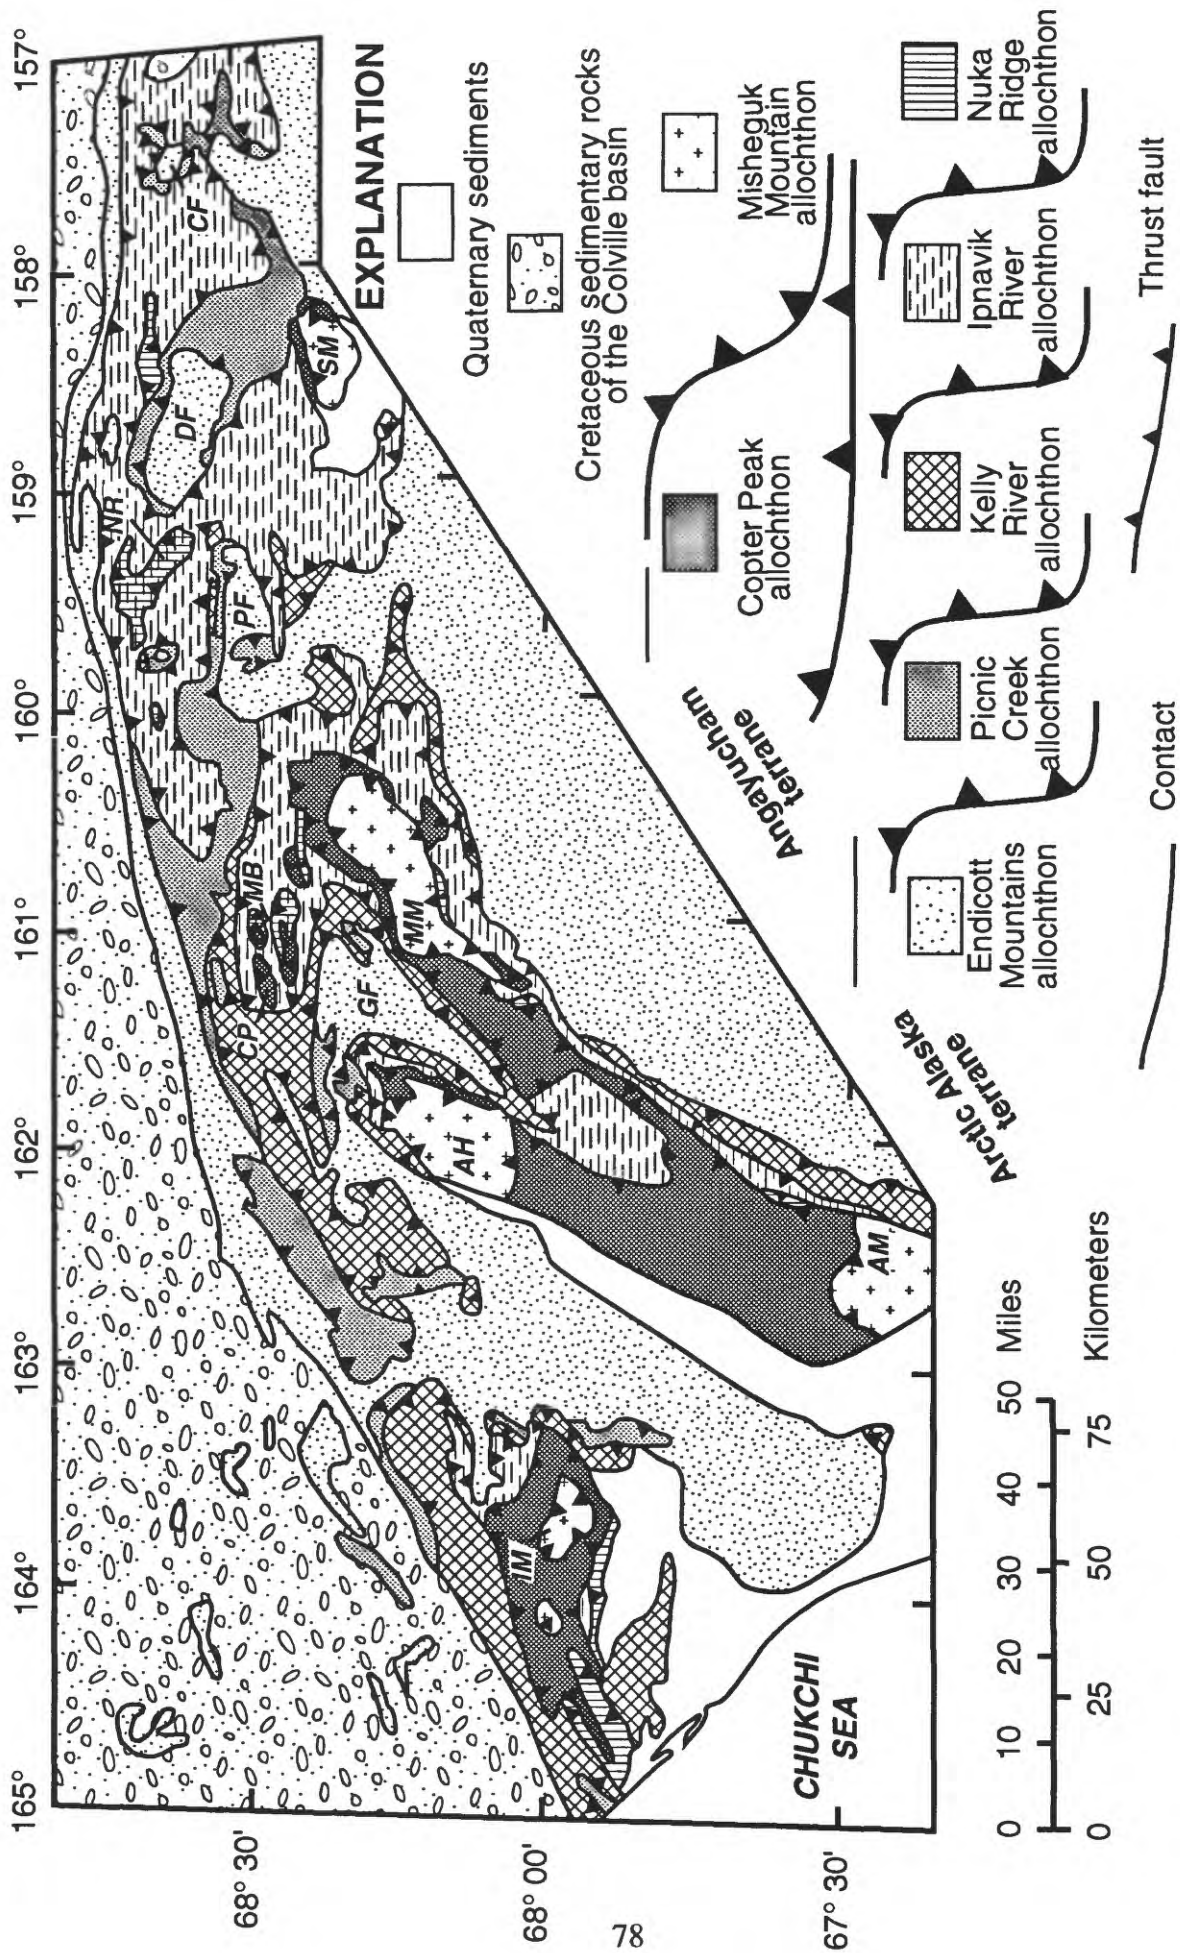 165°
164°
163°
162°
161°
160°
159°
158°
157°
68° 30'
68° 00'
67° 30'
NR
DF
CF
PF
SM
MB
CP
GF
MM
AH
AM
IM
CHUKCHI
SEA
0 10 20 30 40 50 Miles
0 25 50 75 Kilometers
EXPLANATION
Quaternary sediments
Cretaceous sedimentary rocks
of the Colville basin
Angayucham
terrane
Copter Peak
allochthon
Misheguk
Mountain
allochthon
Arctic Alaska
terrane
Endicott
Mountains
allochthon
Picnic
Creek
allochthon
Kelly
River
allochthon
Ipnavik
River
allochthon
Nuka
Ridge
allochthon
Contact
Thrust fault
78